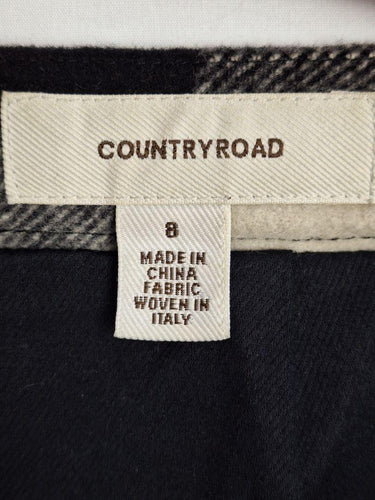 COUNTRYROAD
8
MADE IN
CHINA
FABRIC
WOVEN IN
ITALY